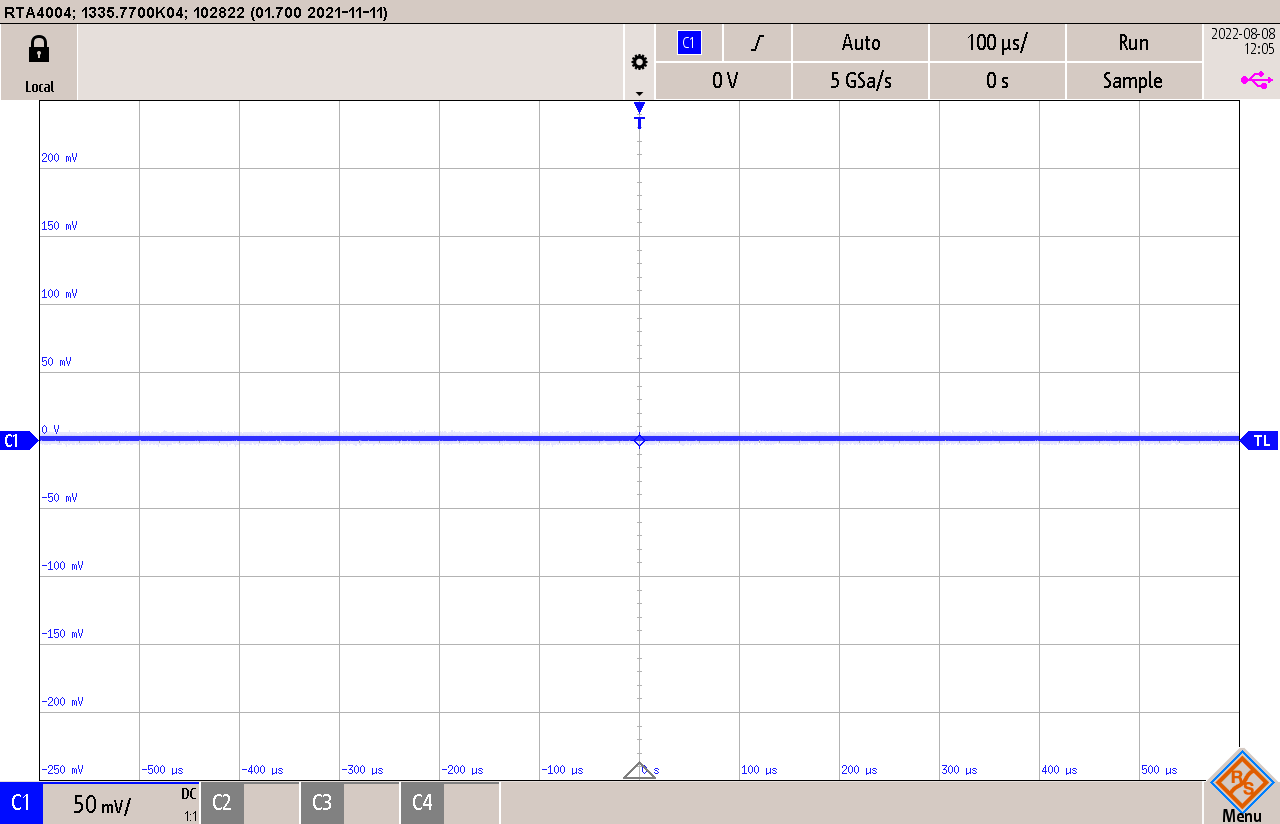 RTA4004; 1335.7700K04; 102822 (01.700 2021-11-11)
Local
C1 Auto 100 µs/ Run
0 V 5 GSa/s 0 s Sample
2022-08-08
12:05
T
200 mV
150 mV
100 mV
50 mV
0 V
C1
TL
-50 mV
-100 mV
-150 mV
-200 mV
-250 mV -500 µs -400 µs -300 µs -200 µs -100 µs 0 s 100 µs 200 µs 300 µs 400 µs 500 µs
C1 50 mV/ DC 1:1 C2 C3 C4
R&S
Menu